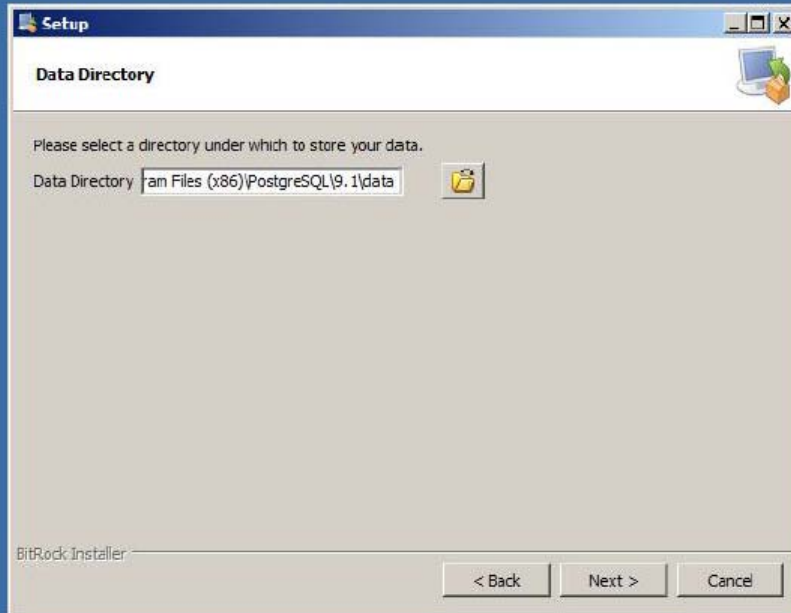 Setup
Data Directory
Please select a directory under which to store your data.
Data Directory ram Files (x86)\PostgreSQL\9.1\data
BitRock Installer
< Back Next > Cancel